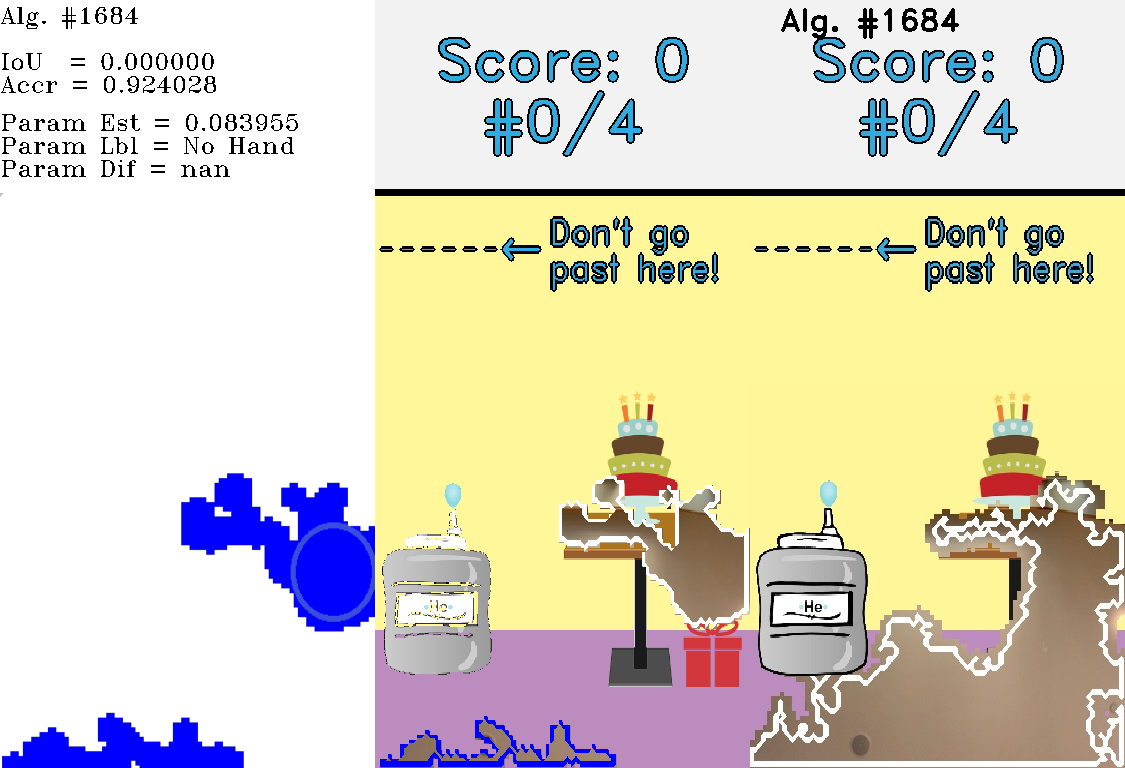 Alg. #1684
IoU = 0.000000
Accr = 0.924028
Param Est = 0.083955
Param Lbl = No Hand
Param Dif = nan
Score: 0
#0/4
Don't go
past here!
He
Alg. #1684
Score: 0
#0/4
Don't go
past here!
He